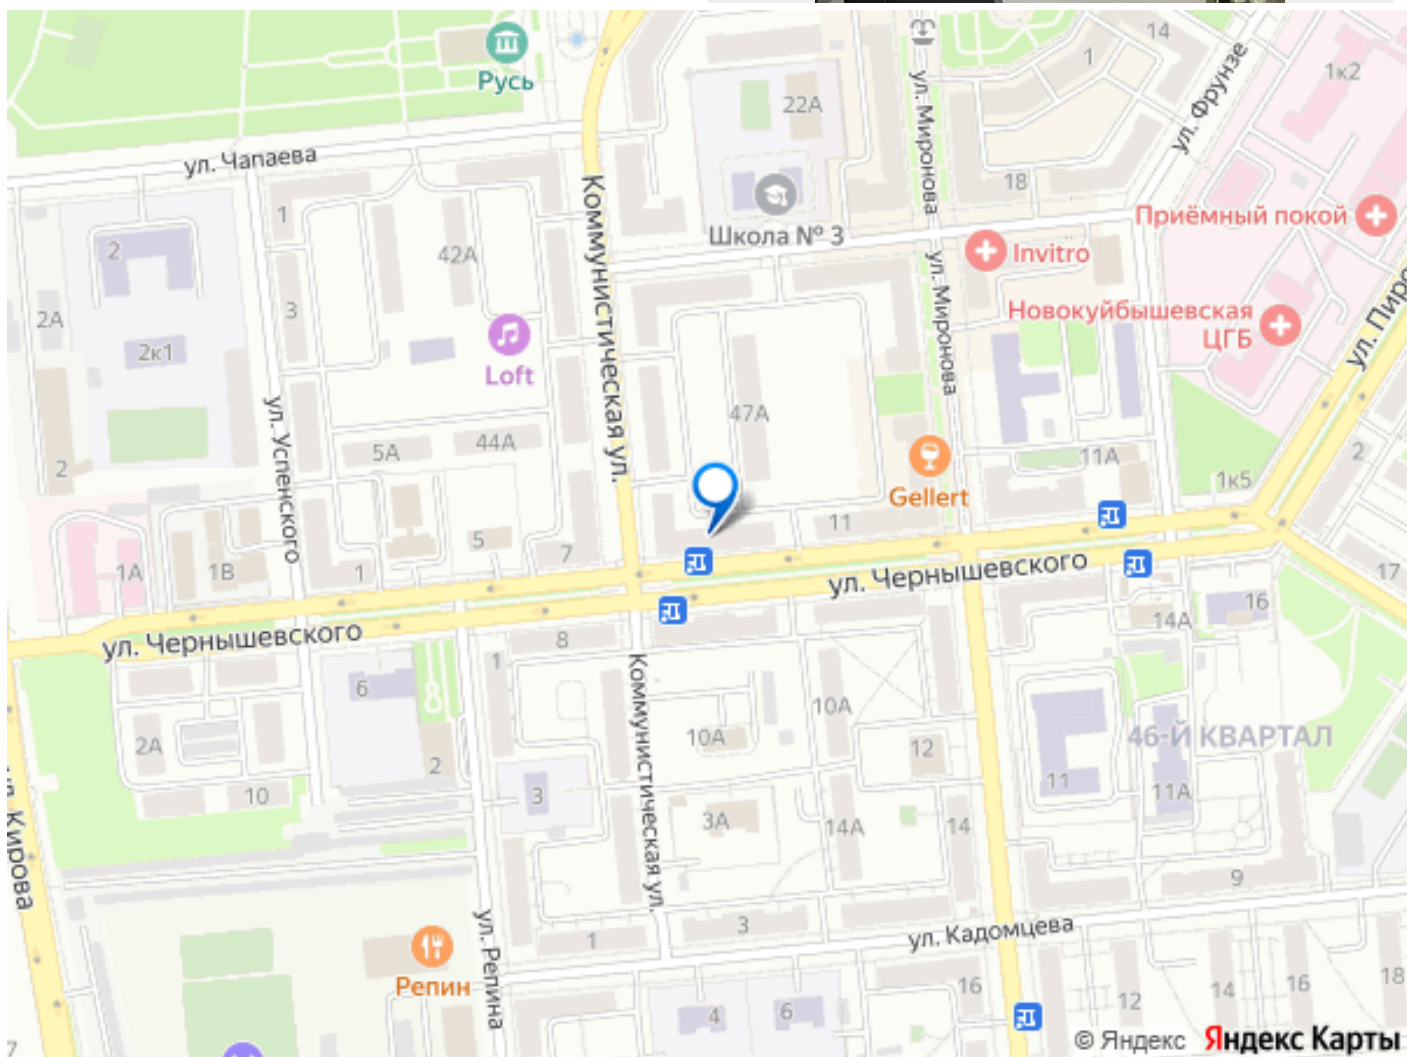 Русь
14
1
1к2
22А
ул. Фрунзе
ул. Чапаева
ул. Миронова
Коммунистическая ул.
18
1
2
Школа № 3
Приёмный покой
Invitro
42А
ул. Миронова
3
2А
Новокуйбышевская
ЦГБ
2к1
Loft
47А
ул. Успенского
5А
44А
2
Gellert
11А
1к5
2
11
5
7
1А
1В
1
ул. Чернышевского
17
ул. Чернышевского
8
14А
16
1
6
Коммунистическая ул.
10А
10А
12
2А
2
46-Й КВАРТАЛ
11
11А
10
3
3А
14А
14
ул. Кирова
9
3
1
ул. Кадомцева
ул. Репина
Репин
16
12
14
16
18
4
6
7
© Яндекс Яндекс Карты